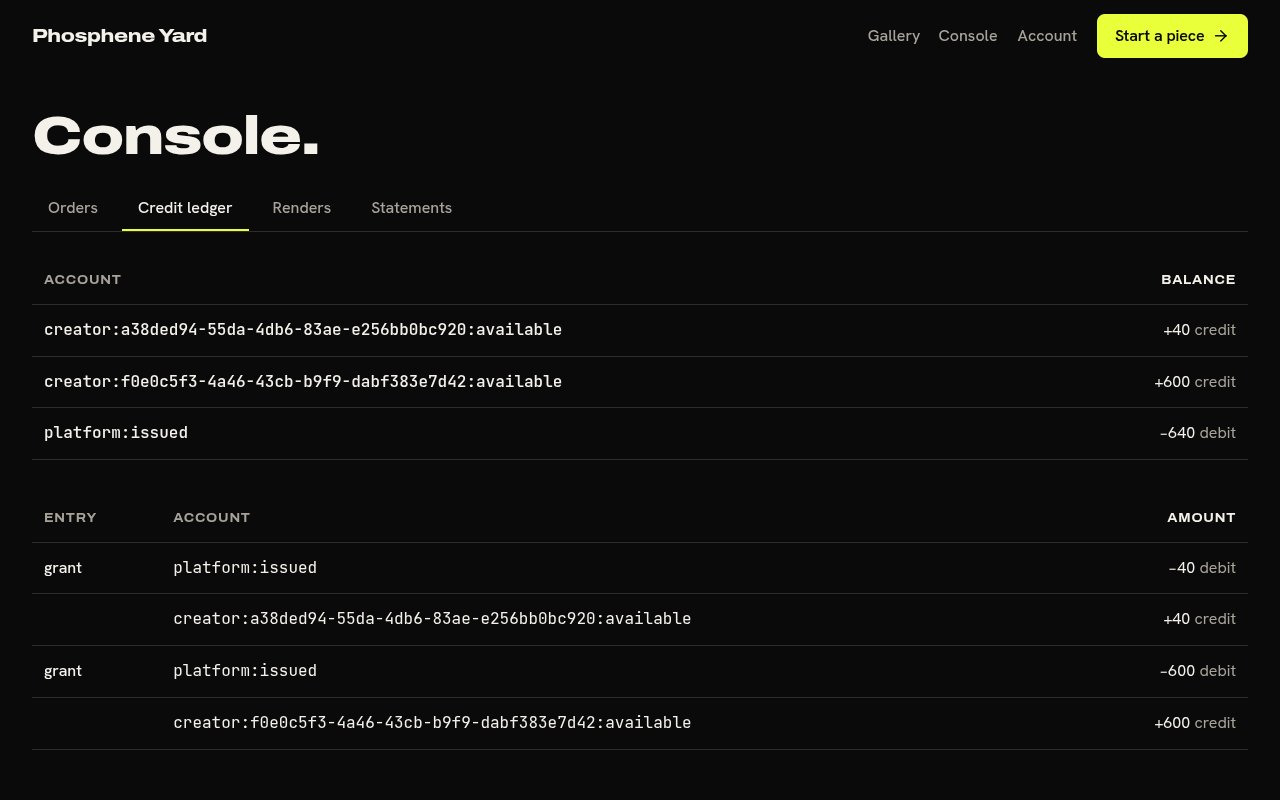 Phosphene Yard
Gallery Console Account Start a piece →
Console.
Orders Credit ledger Renders Statements
ACCOUNT BALANCE
creator:a38ded94-55da-4db6-83ae-e256bb0bc920:available +40 credit
creator:f0e0c5f3-4a46-43cb-b9f9-dabf383e7d42:available +600 credit
platform:issued −640 debit
ENTRY ACCOUNT AMOUNT
grant platform:issued −40 debit
creator:a38ded94-55da-4db6-83ae-e256bb0bc920:available +40 credit
grant platform:issued −600 debit
creator:f0e0c5f3-4a46-43cb-b9f9-dabf383e7d42:available +600 credit